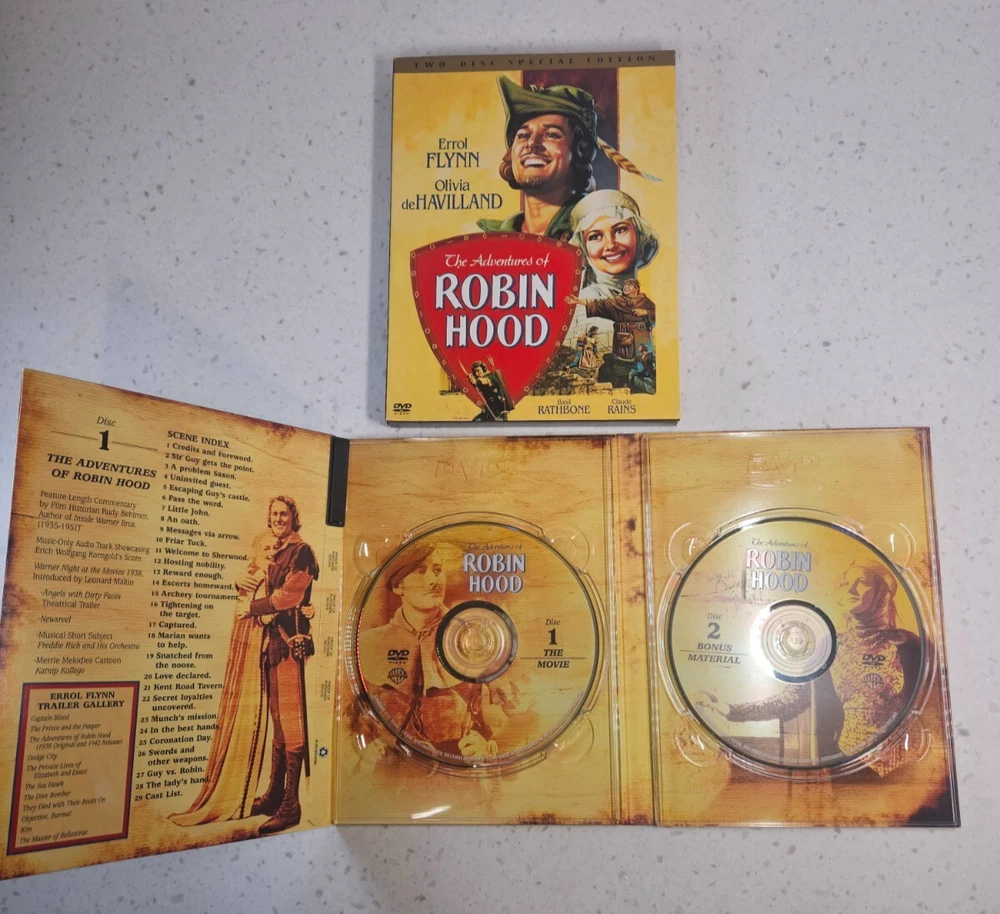 TWO-DISC SPECIAL EDITION
Errol
FLYNN
Olivia
deHAVILLAND
The Adventures of
ROBIN
HOOD
DVD
VIDEO
Basil
RATHBONE
Claude
RAINS
Disc
1
THE ADVENTURES
OF ROBIN HOOD
Feature-Length Commentary
by Film Historian Rudy Behlmer,
Author of Inside Warner Bros.
(1935-1951)
Music-Only Audio Track Showcasing
Erich Wolfgang Korngold's Score
Warner Night at the Movies 1938,
Introduced by Leonard Maltin
-Angels with Dirty Faces
Theatrical Trailer
-Newsreel
-Musical Short Subject
Freddie Rich and His Orchestra
-Merrie Melodies Cartoon
Katnip Kollege
ERROL FLYNN
TRAILER GALLERY
Captain Blood
The Prince and the Pauper
The Adventures of Robin Hood
(1938 Original and 1942 Reissue)
Dodge City
The Private Lives of
Elizabeth and Essex
The Sea Hawk
The Dive Bomber
They Died with Their Boots On
Objective, Burma!
Kim
The Master of Ballantrae
SCENE INDEX
1 Credits and Foreword.
2 Sir Guy gets the point.
3 A problem Saxon.
4 Uninvited guest.
5 Escaping Guy's castle.
6 Pass the word.
7 Little John.
8 An oath.
9 Messages via arrow.
10 Friar Tuck.
11 Welcome to Sherwood.
12 Hosting nobility.
13 Reward enough.
14 Escorts homeward.
15 Archery tournament.
16 Tightening on
the target.
17 Captured.
18 Marian wants
to help.
19 Snatched from
the noose.
20 Love declared.
21 Kent Road Tavern.
22 Secret loyalties
uncovered.
23 Munch's mission.
24 In the best hands.
25 Coronation Day.
26 Swords and
other weapons.
27 Guy vs. Robin.
28 The lady's hand.
29 Cast List.
The Adventures of
ROBIN
HOOD
Disc
1
THE
MOVIE
DVD
VIDEO
The Adventures of
ROBIN
HOOD
Disc
2
BONUS
MATERIAL
DVD
VIDEO